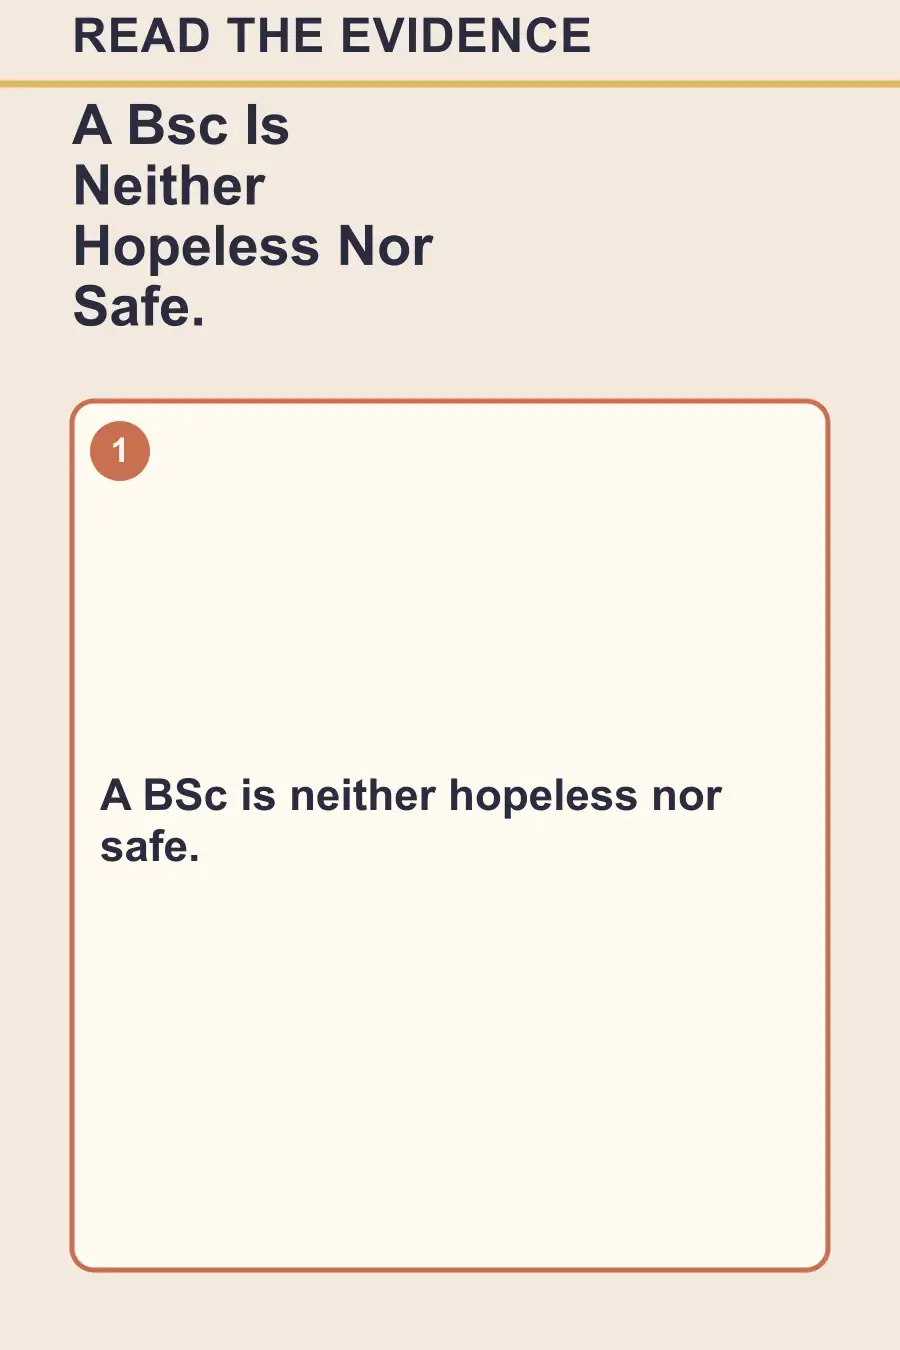 READ THE EVIDENCE
A Bsc Is
Neither
Hopeless Nor
Safe.
1
A BSc is neither hopeless nor
safe.